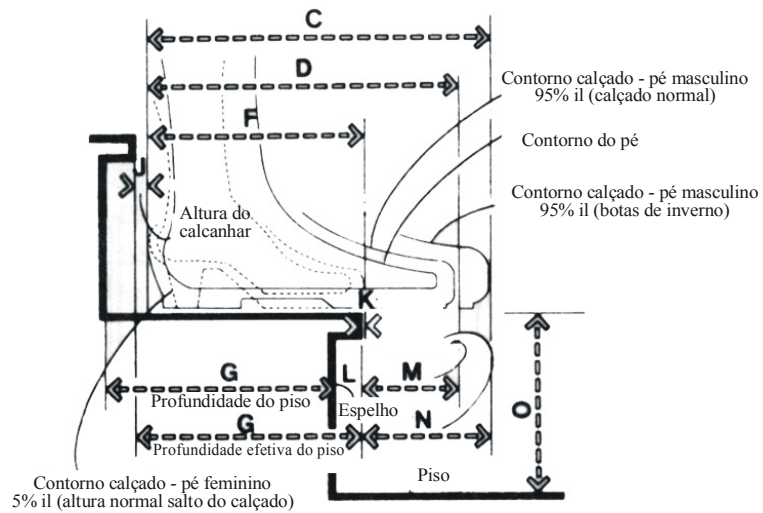 C
D
F
J
Contorno calçado - pé masculino
95% il (calçado normal)
Contorno do pé
Contorno calçado - pé masculino
95% il (botas de inverno)
Altura do
calcanhar
K
G
L
M
Profundidade do piso
Espelho
G
N
O
Profundidade efetiva do piso
Contorno calçado - pé feminino
5% il (altura normal salto do calçado)
Piso